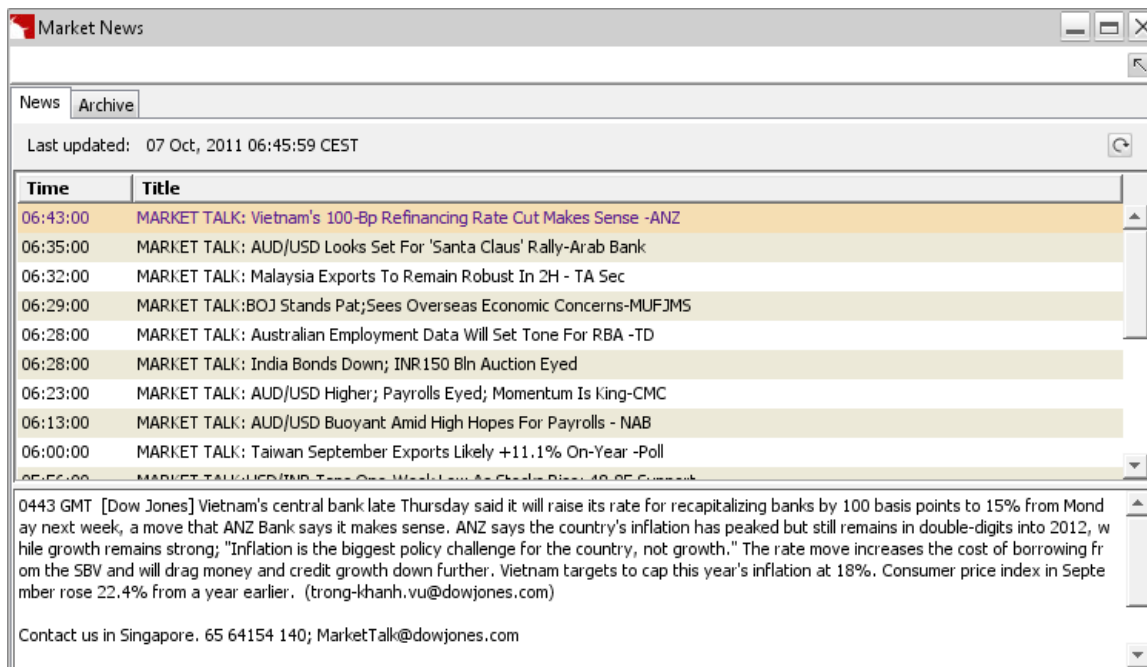 Market News
News Archive
Last updated: 07 Oct, 2011 06:45:59 CEST
Time Title
06:43:00 MARKET TALK: Vietnam's 100-Bp Refinancing Rate Cut Makes Sense -ANZ
06:35:00 MARKET TALK: AUD/USD Looks Set For 'Santa Claus' Rally-Arab Bank
06:32:00 MARKET TALK: Malaysia Exports To Remain Robust In 2H - TA Sec
06:29:00 MARKET TALK:BOJ Stands Pat;Sees Overseas Economic Concerns-MUFJMS
06:28:00 MARKET TALK: Australian Employment Data Will Set Tone For RBA -TD
06:28:00 MARKET TALK: India Bonds Down; INR150 Bln Auction Eyed
06:23:00 MARKET TALK: AUD/USD Higher; Payrolls Eyed; Momentum Is King-CMC
06:13:00 MARKET TALK: AUD/USD Buoyant Amid High Hopes For Payrolls - NAB
06:00:00 MARKET TALK: Taiwan September Exports Likely +11.1% On-Year -Poll
0443 GMT [Dow Jones] Vietnam's central bank late Thursday said it will raise its rate for recapitalizing banks by 100 basis points to 15% from Mond
ay next week, a move that ANZ Bank says it makes sense. ANZ says the country's inflation has peaked but still remains in double-digits into 2012, w
hile growth remains strong; "Inflation is the biggest policy challenge for the country, not growth." The rate move increases the cost of borrowing fr
om the SBV and will drag money and credit growth down further. Vietnam targets to cap this year's inflation at 18%. Consumer price index in Septe
mber rose 22.4% from a year earlier. (trong-khanh.vu@dowjones.com)
Contact us in Singapore. 65 64154 140; MarketTalk@dowjones.com